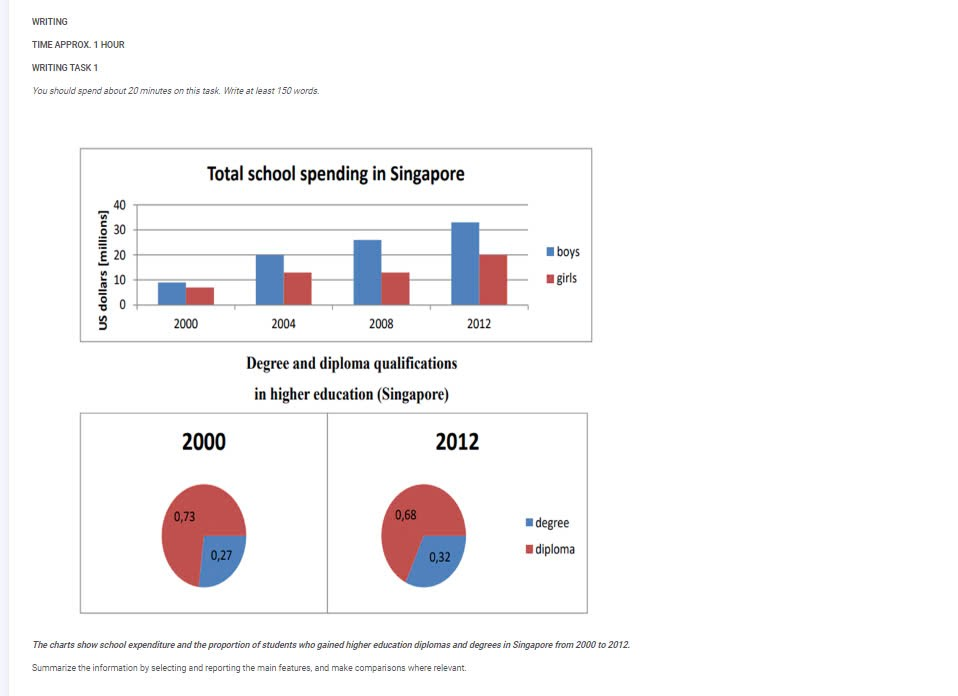 WRITING
TIME APPROX. 1 HOUR
WRITING TASK 1
You should spend about 20 minutes on this task. Write at least 150 words.
Total school spending in Singapore
US dollars [millions]
40
30
20
10
0
2000
2004
2008
2012
boys
girls
Degree and diploma qualifications
in higher education (Singapore)
2000
2012
0,73
0,27
0,68
0,32
degree
diploma
The charts show school expenditure and the proportion of students who gained higher education diplomas and degrees in Singapore from 2000 to 2012.
Summarize the information by selecting and reporting the main features, and make comparisons where relevant.